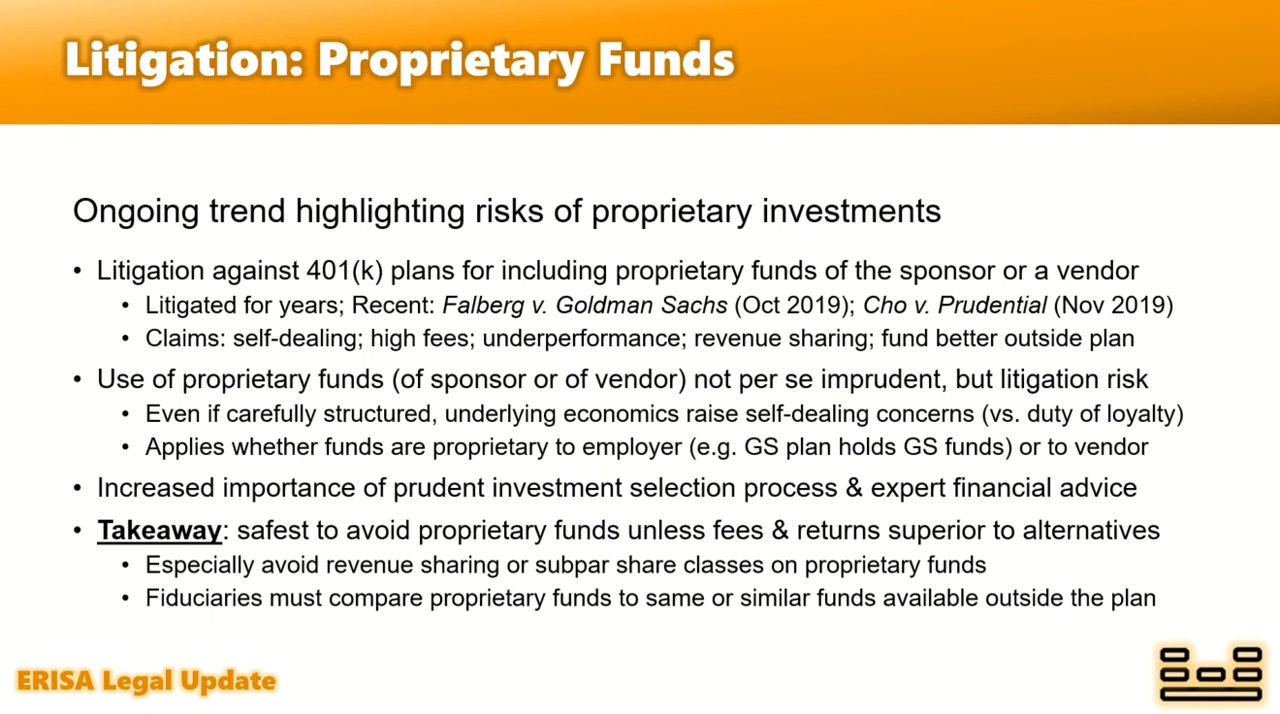 Litigation: Proprietary Funds
Ongoing trend highlighting risks of proprietary investments
• Litigation against 401(k) plans for including proprietary funds of the sponsor or a vendor
• Litigated for years; Recent: Falberg v. Goldman Sachs (Oct 2019); Cho v. Prudential (Nov 2019)
• Claims: self-dealing; high fees; underperformance; revenue sharing; fund better outside plan
• Use of proprietary funds (of sponsor or of vendor) not per se imprudent, but litigation risk
• Even if carefully structured, underlying economics raise self-dealing concerns (vs. duty of loyalty)
• Applies whether funds are proprietary to employer (e.g. GS plan holds GS funds) or to vendor
• Increased importance of prudent investment selection process & expert financial advice
• Takeaway: safest to avoid proprietary funds unless fees & returns superior to alternatives
• Especially avoid revenue sharing or subpar share classes on proprietary funds
• Fiduciaries must compare proprietary funds to same or similar funds available outside the plan
ERISA Legal Update